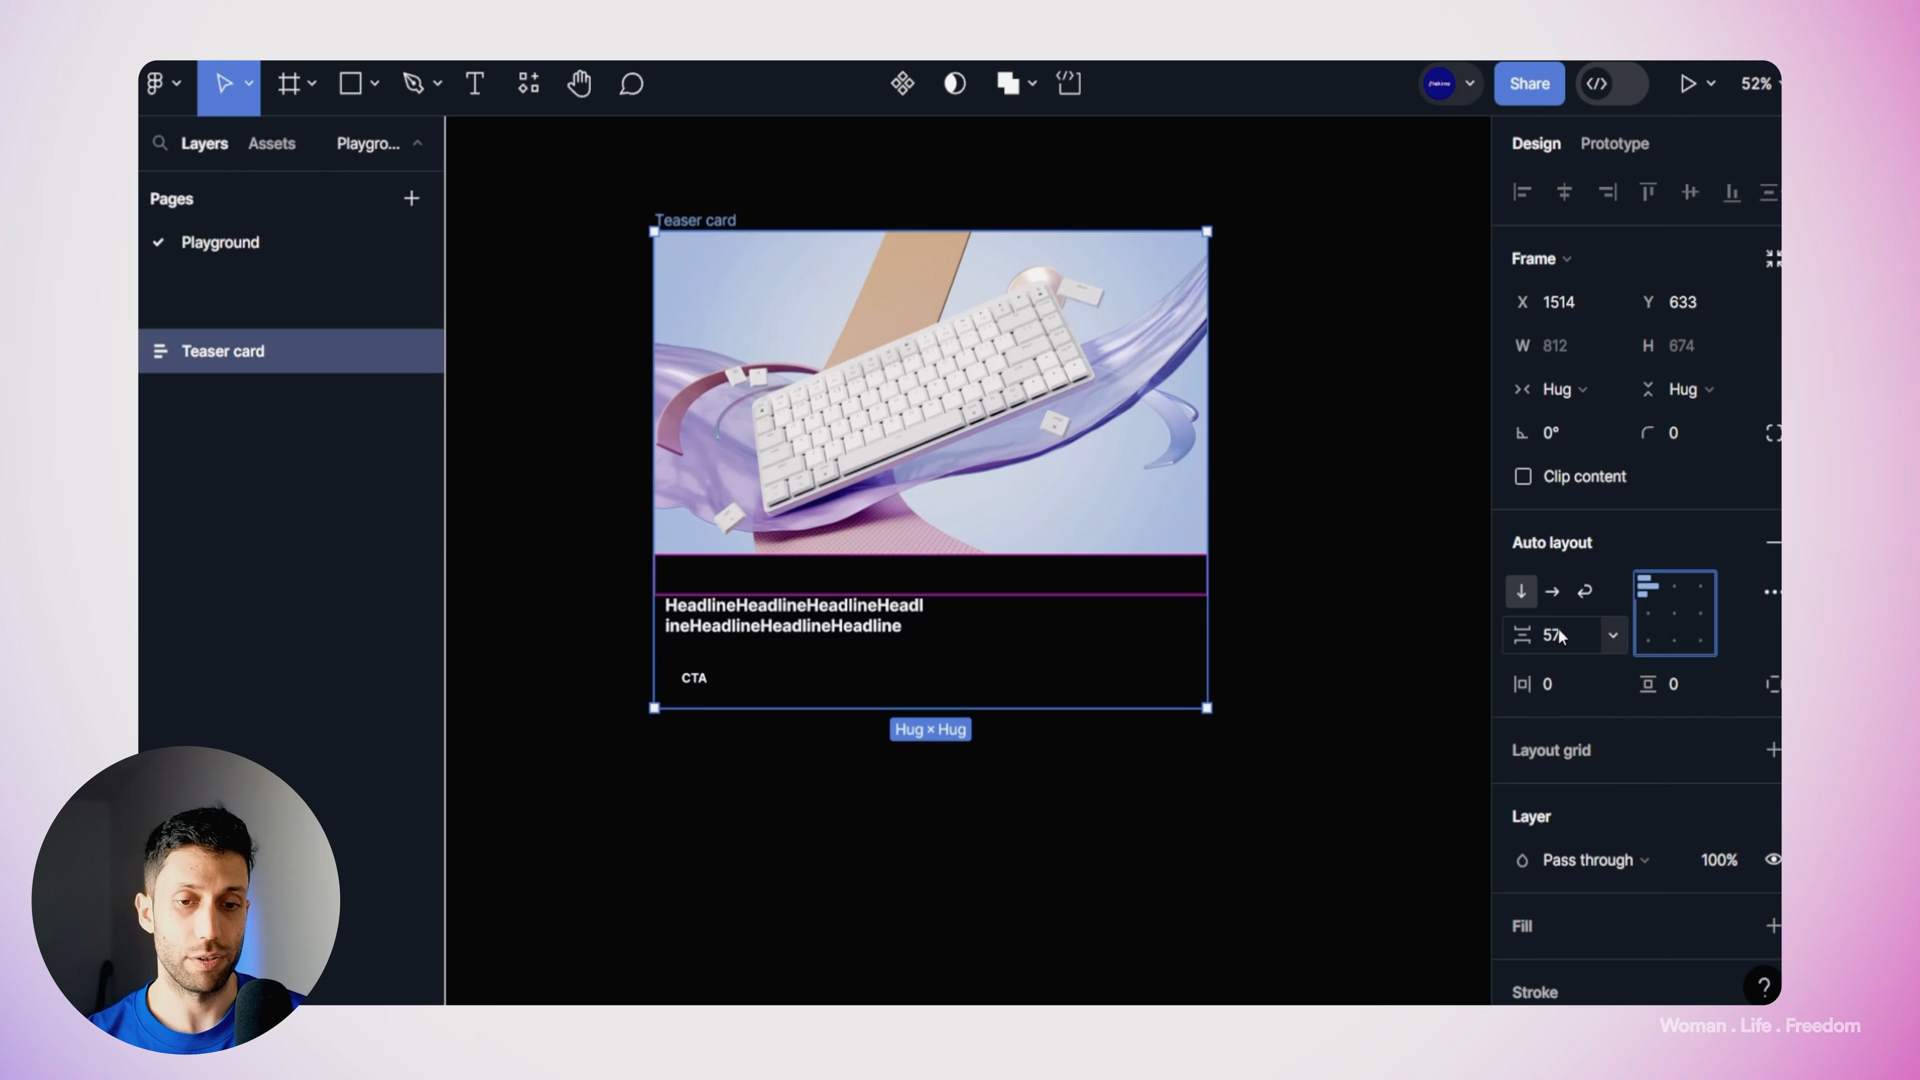 Share
52%
Layers
Assets
Playgro...
Pages
Playground
Teaser card
Teaser card
HeadlineHeadlineHeadlineHeadl
ineHeadlineHeadlineHeadline
CTA
Hug × Hug
Design
Prototype
Frame
X 1514
Y 633
W 812
H 674
Hug
Hug
0°
0
Clip content
Auto layout
57
0
0
Layout grid
Layer
Pass through
100%
Fill
Stroke
?
Woman . Life . Freedom